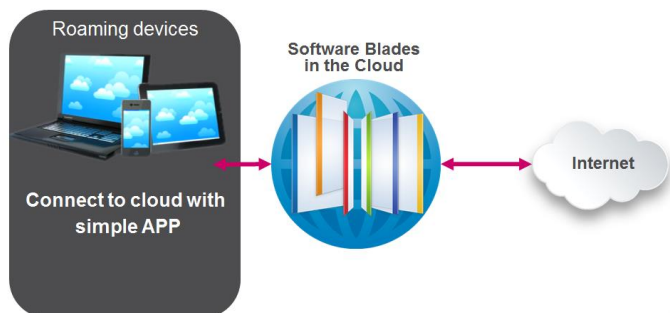 Roaming devices
Connect to cloud with
simple APP
Software Blades
in the Cloud
Internet